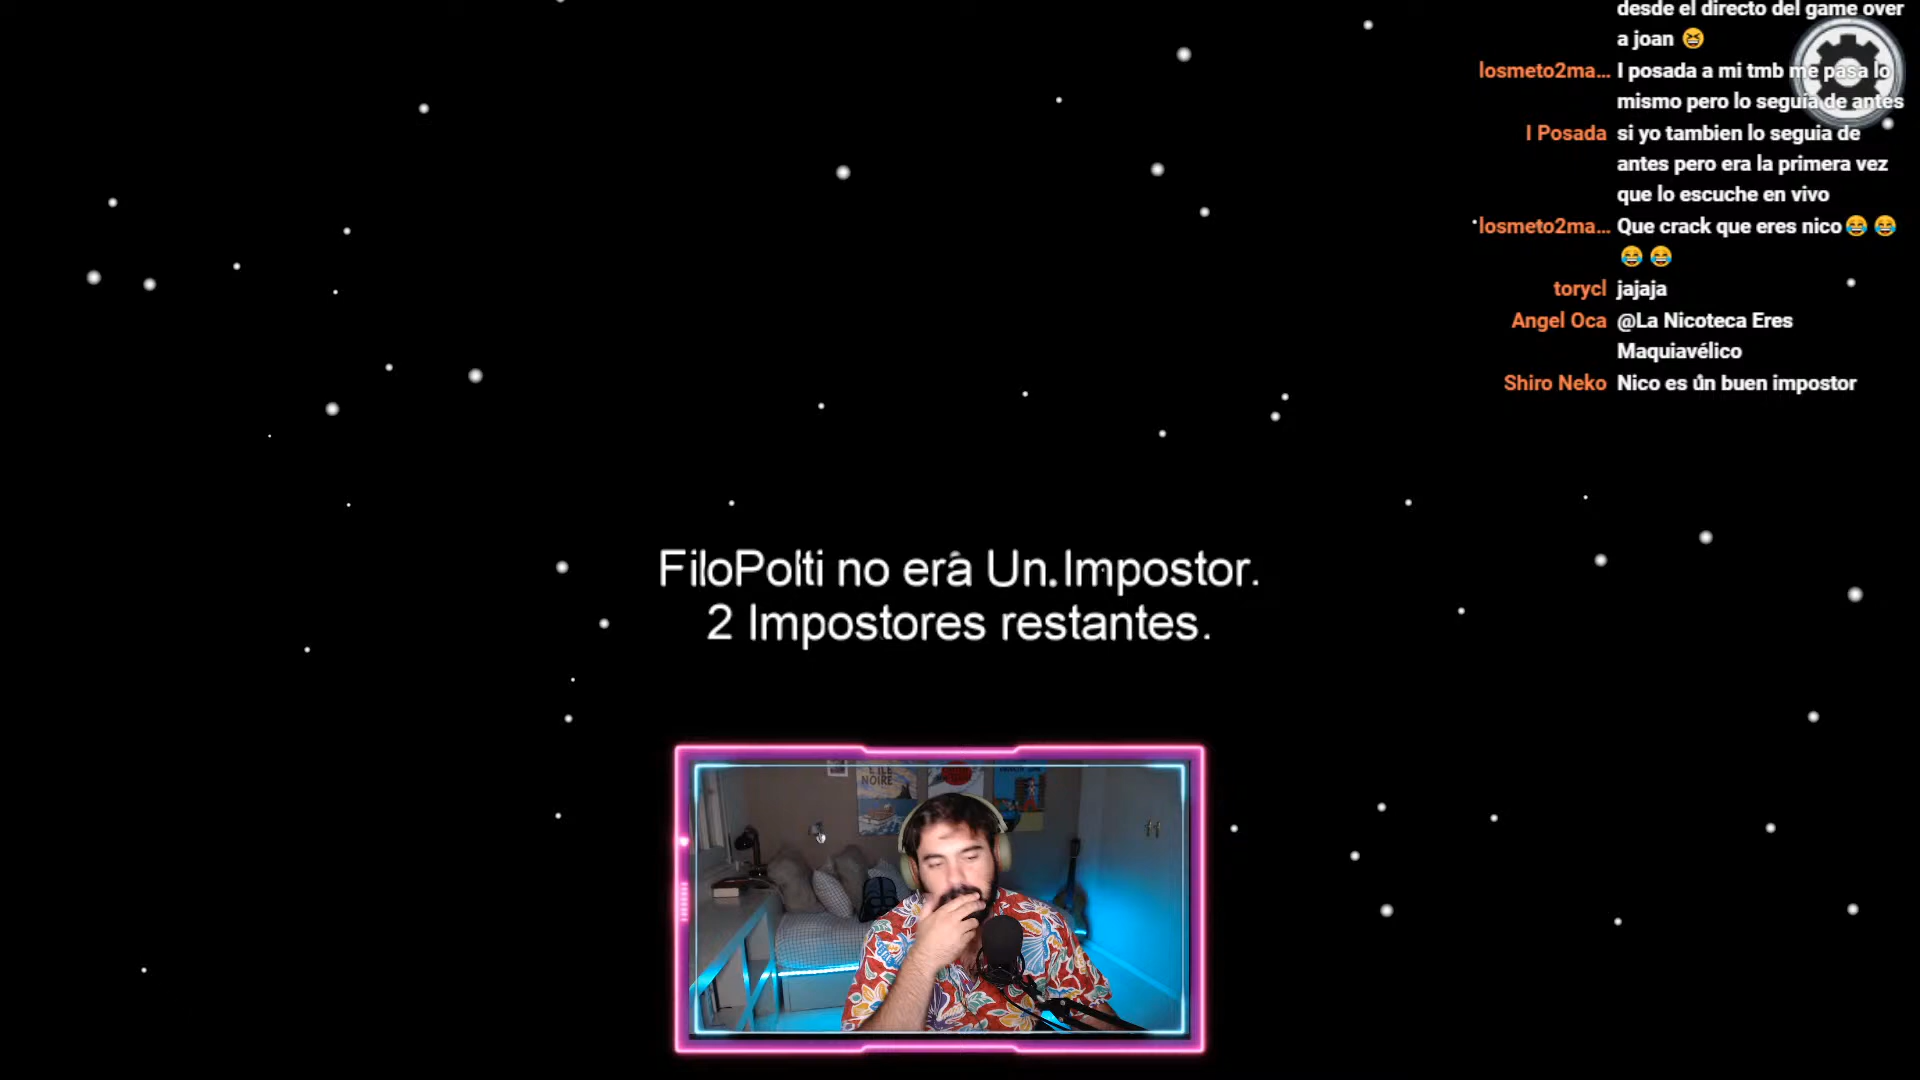 desde el directo del game over
a joan 😆
losmeto2ma... I posada a mi tmb me pasa lo
mismo pero lo seguia de antes
I Posada si yo tambien lo seguia de
antes pero era la primera vez
que lo escuche en vivo
losmeto2ma... Que crack que eres nico😂 😂
😂 😂
torycl jajaja
Angel Oca @La Nicoteca Eres
Maquiavélico
Shiro Neko Nico es un buen impostor
FiloPolti no era Un Impostor.
2 Impostores restantes.
L'ÎLE
NOIRE